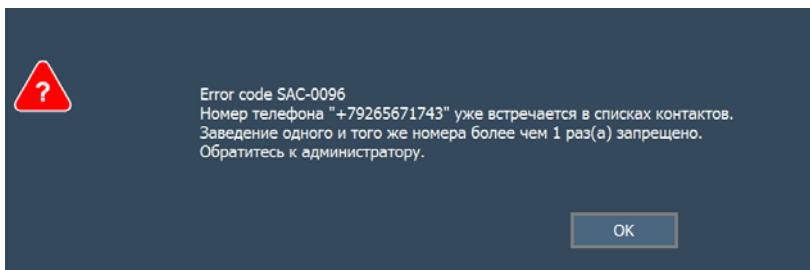 ?
Error code SAC-0096
Номер телефона "+79265671743" уже встречается в списках контактов.
Заведение одного и того же номера более чем 1 раз(а) запрещено.
Обратитесь к администратору.
OK